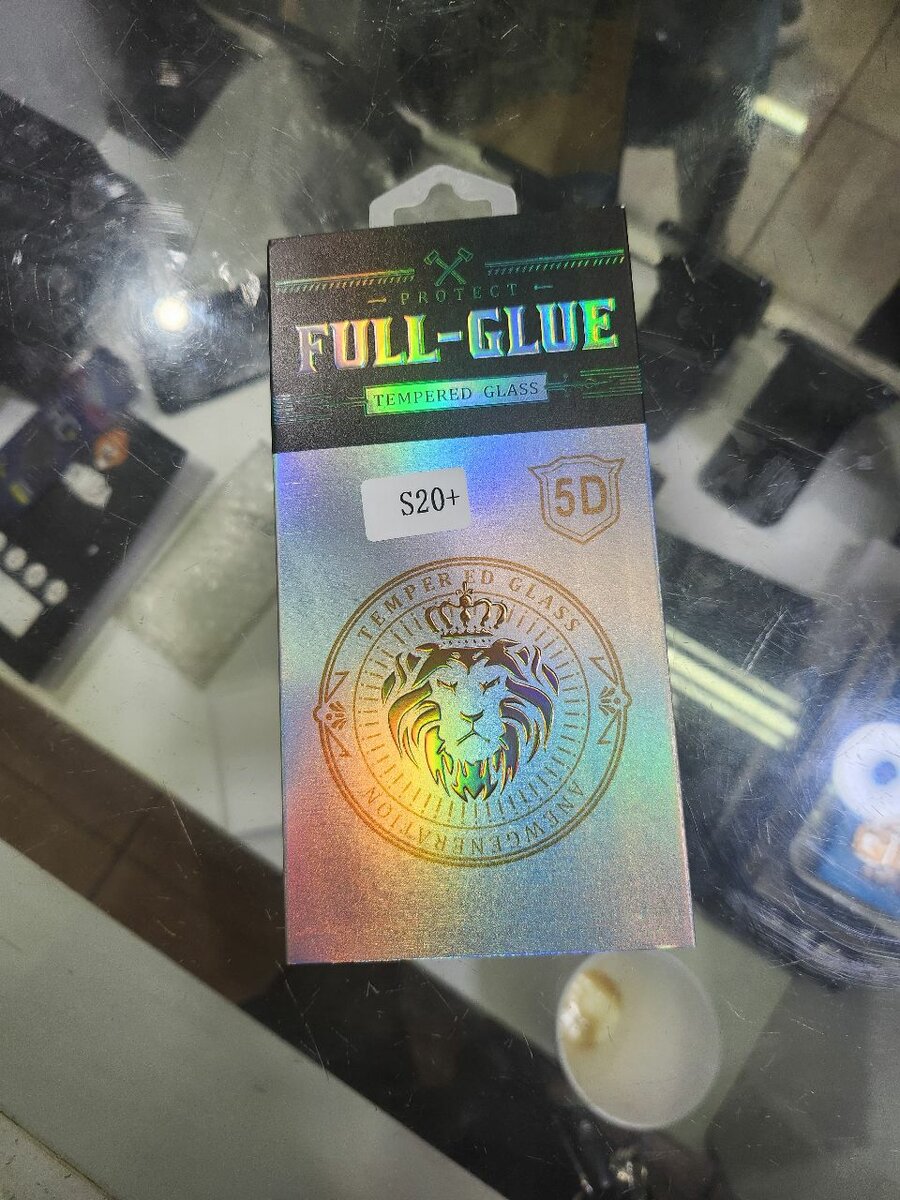 PROTECT
FULL-GLUE
TEMPERED GLASS
S20+
5D
TEMPERED GLASS
ANEWGENERATION